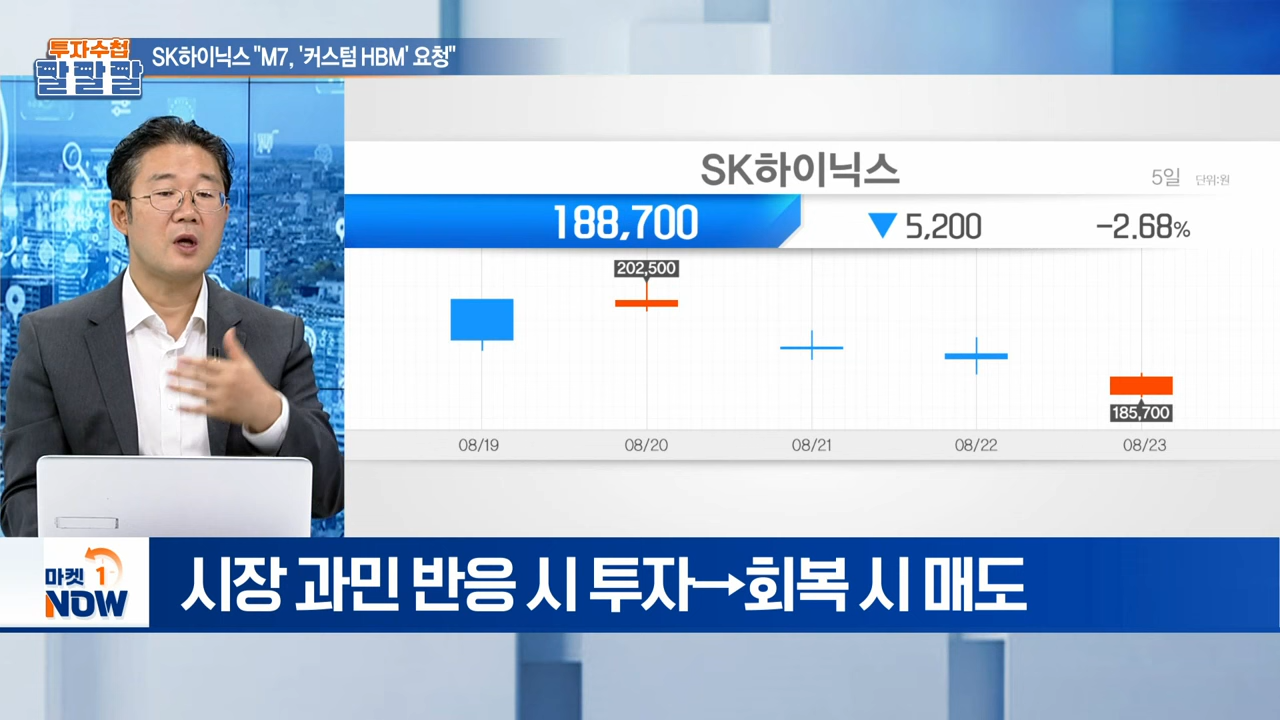 투자수첩
팔팔팔
SK하이닉스 "M7, '커스텀 HBM' 요청"
SK하이닉스
5일 단위:원
188,700 ▼ 5,200 -2.68%
202,500
185,700
08/19 08/20 08/21 08/22 08/23
마켓 1
NOW
시장 과민 반응 시 투자→회복 시 매도